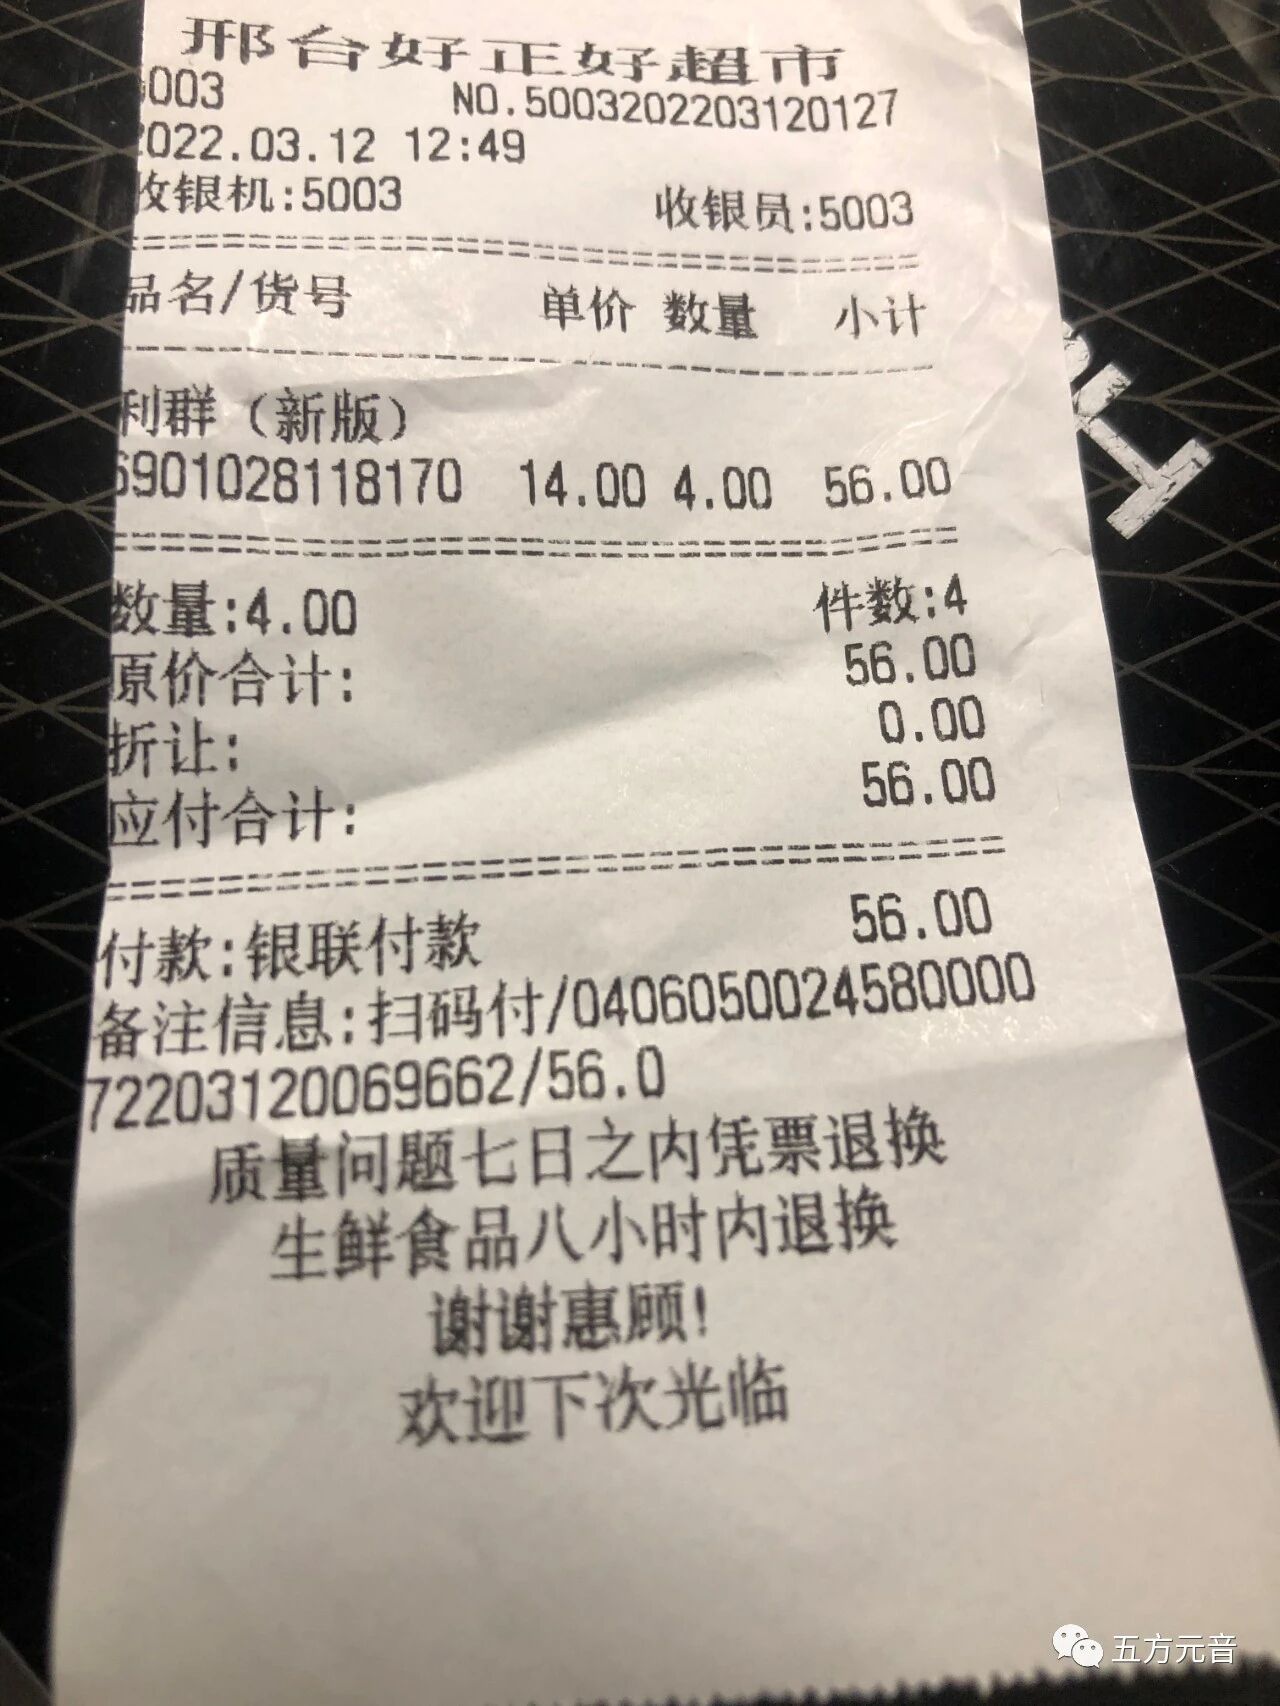 邢台好正好超市
5003 NO.5003202203120127
2022.03.12 12:49
收银机:5003 收银员:5003
品名/货号 单价 数量 小计
利群（新版）
6901028118170 14.00 4.00 56.00
数量:4.00 件数:4
原价合计: 56.00
折让: 0.00
应付合计: 56.00
付款:银联付款 56.00
备注信息:扫码付/0406050024580000
72203120069662/56.0
质量问题七日之内凭票退换
生鲜食品八小时内退换
谢谢惠顾!
欢迎下次光临
五方元音